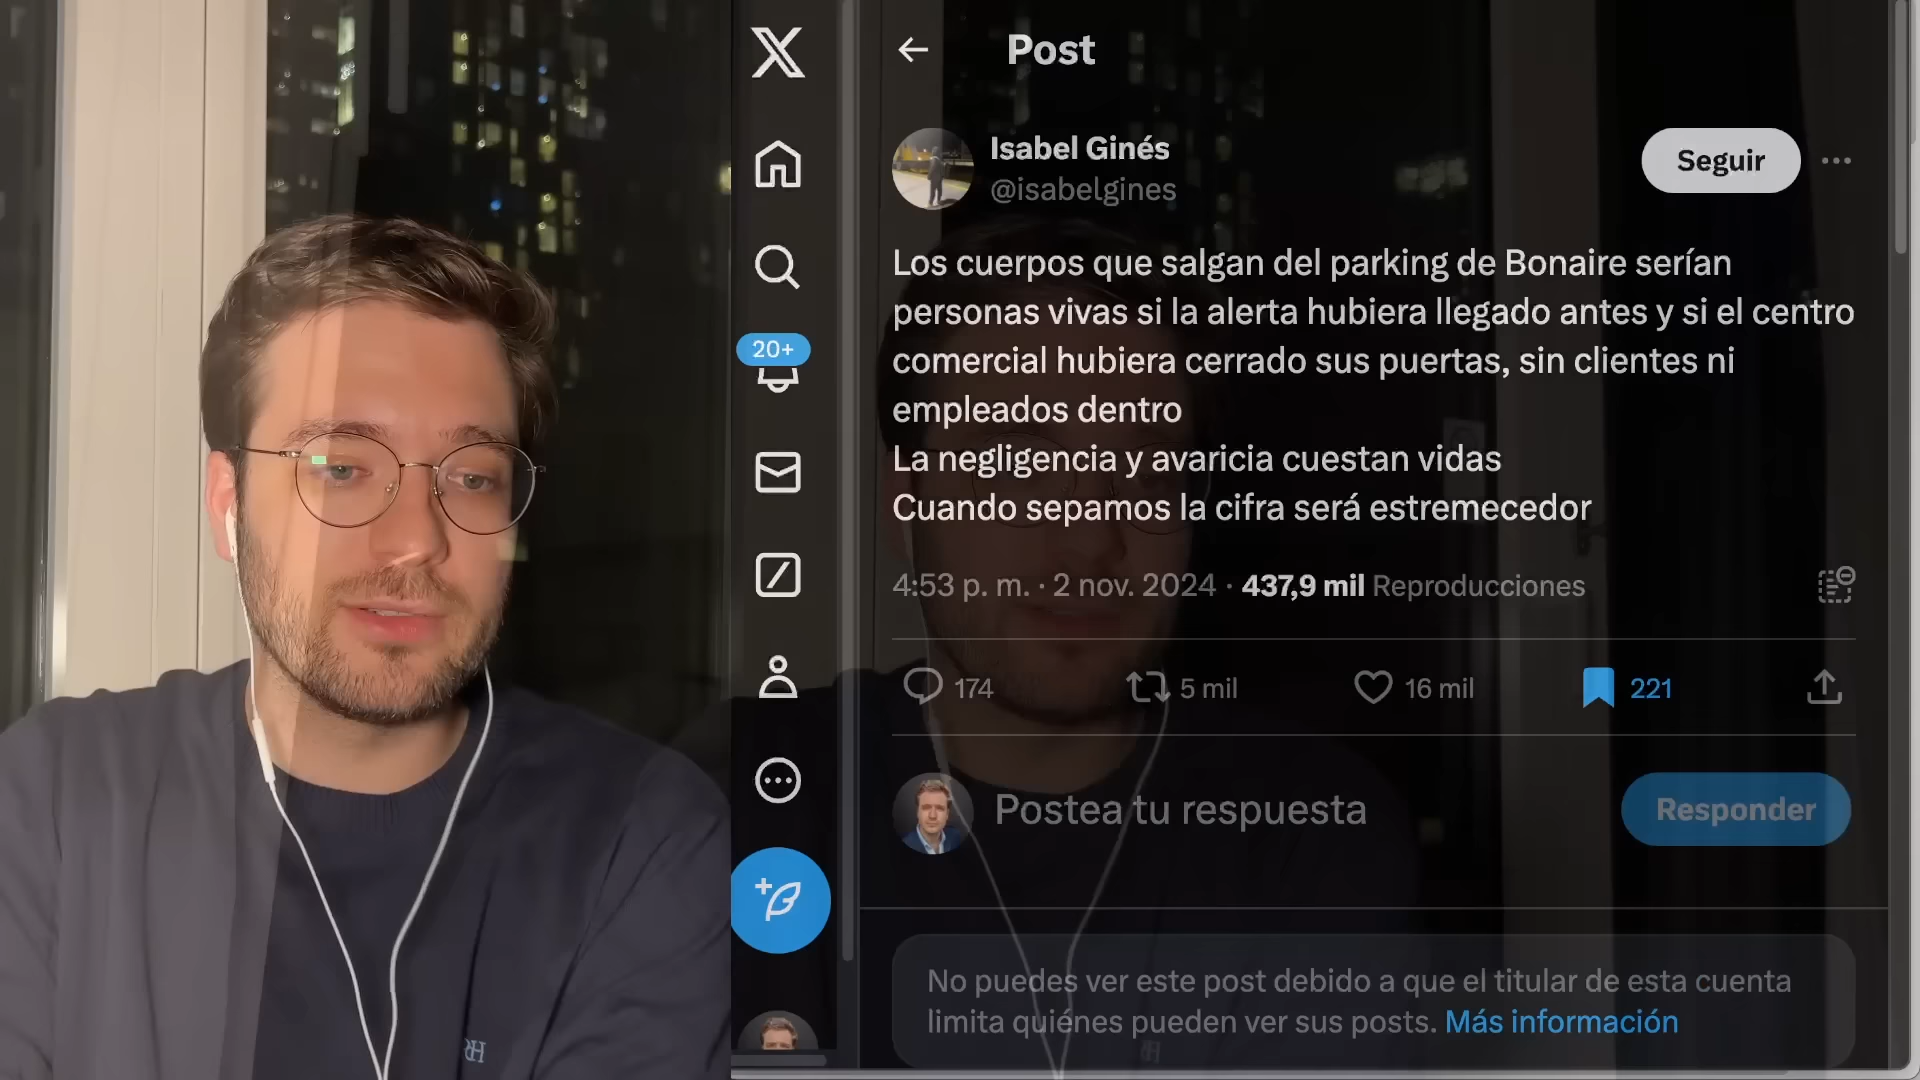 Post
Isabel Ginés
@isabelgines
Seguir
Los cuerpos que salgan del parking de Bonaire serían
personas vivas si la alerta hubiera llegado antes y si el centro
comercial hubiera cerrado sus puertas, sin clientes ni
empleados dentro
La negligencia y avaricia cuestan vidas
Cuando sepamos la cifra será estremecedor
4:53 p. m. · 2 nov. 2024 · 437,9 mil Reproducciones
174 5 mil 16 mil 221
Postea tu respuesta
Responder
No puedes ver este post debido a que el titular de esta cuenta
limita quiénes pueden ver sus posts. Más información
20+